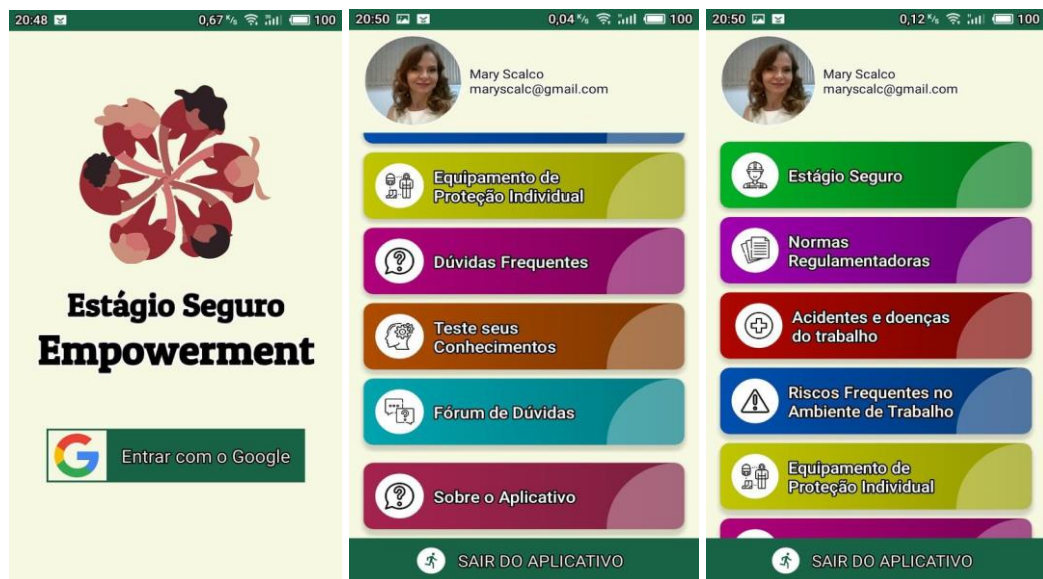 20:48
0,67 K/s
100
Estágio Seguro
Empowerment
Entrar com o Google
20:50
0,04 K/s
100
Mary Scalco
maryscalc@gmail.com
Equipamento de
Proteção Individual
Dúvidas Frequentes
Teste seus
Conhecimentos
Fórum de Dúvidas
Sobre o Aplicativo
SAIR DO APLICATIVO
20:50
0,12 K/s
100
Mary Scalco
maryscalc@gmail.com
Estágio Seguro
Normas
Regulamentadoras
Acidentes e doenças
do trabalho
Riscos Frequentes no
Ambiente de Trabalho
Equipamento de
Proteção Individual
SAIR DO APLICATIVO